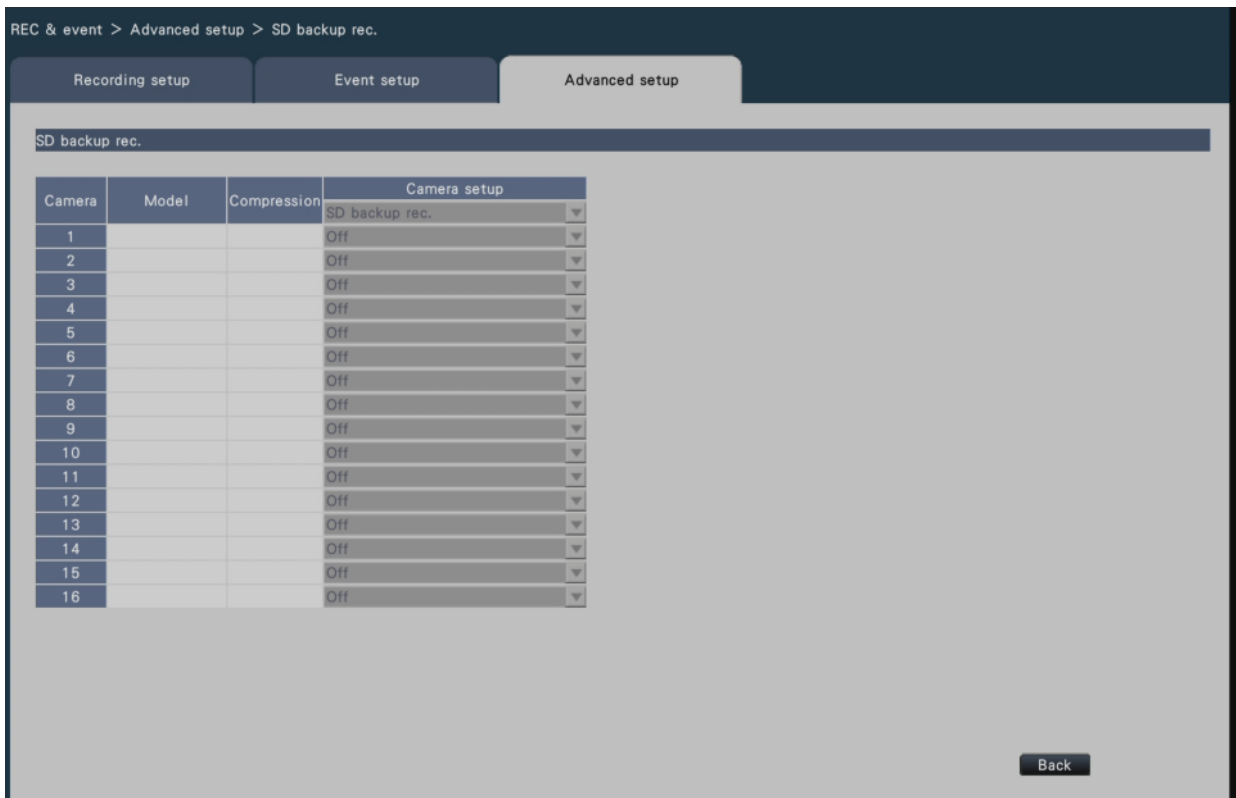 REC & event > Advanced setup > SD backup rec.
Recording setup Event setup Advanced setup
SD backup rec.
Camera Model Compression Camera setup
SD backup rec.
1 Off
2 Off
3 Off
4 Off
5 Off
6 Off
7 Off
8 Off
9 Off
10 Off
11 Off
12 Off
13 Off
14 Off
15 Off
16 Off
Back